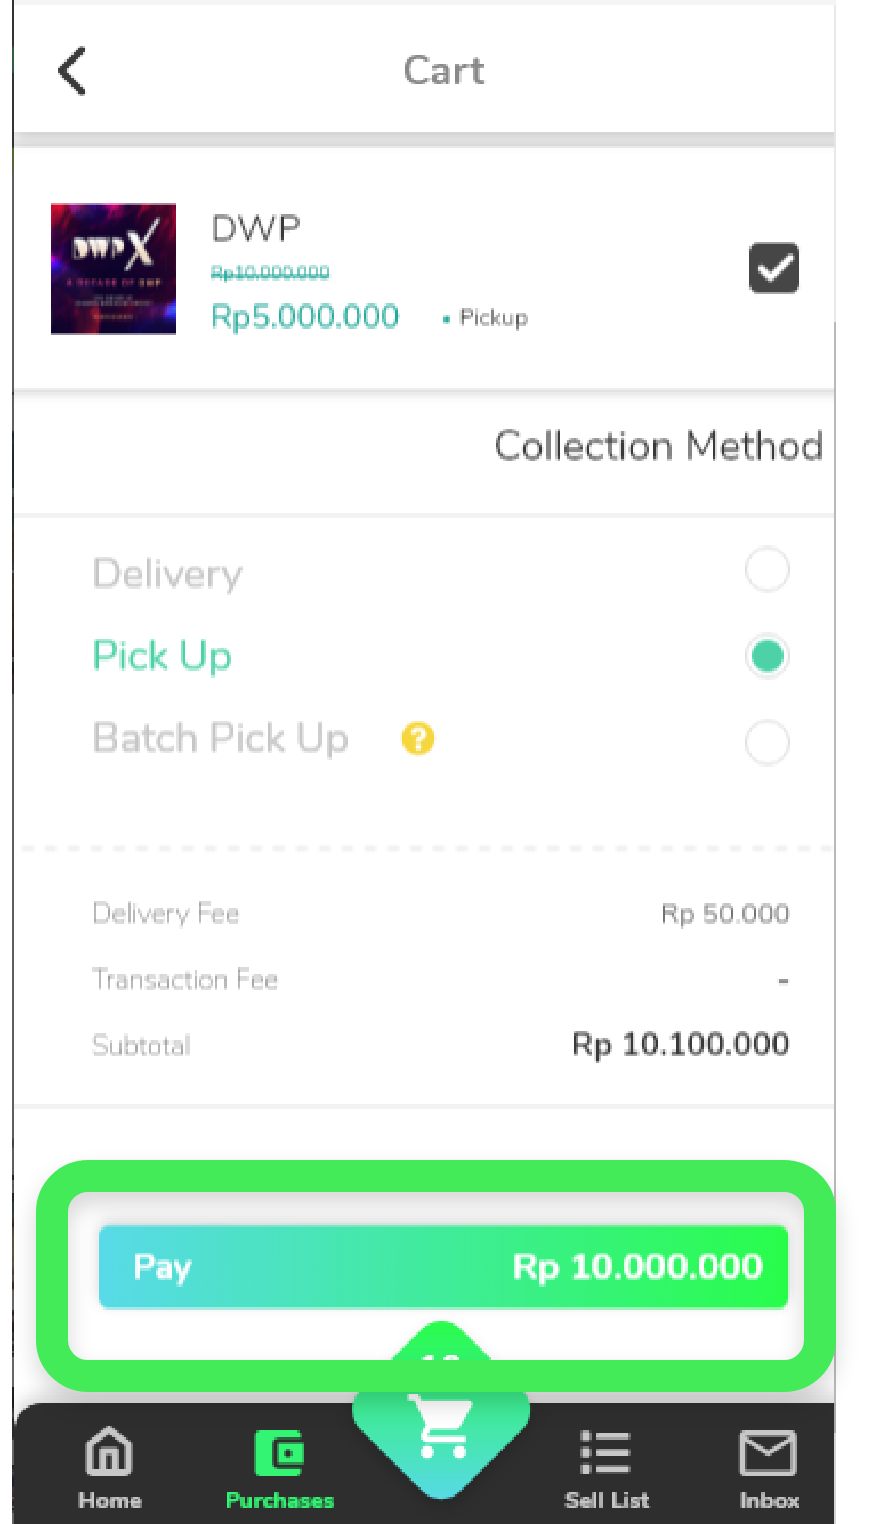 Cart
DWP
DWPX
A DECADE OF DWP
Rp10.000.000
Rp5.000.000 • Pickup
Collection Method
Delivery
Pick Up
Batch Pick Up ?
Delivery Fee Rp 50.000
Transaction Fee -
Subtotal Rp 10.100.000
Pay Rp 10.000.000
Home Purchases Sell List Inbox